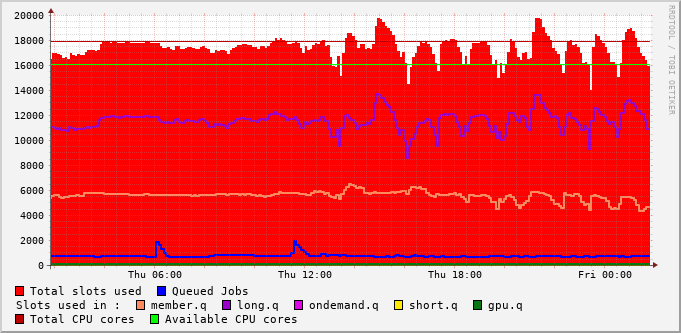 20000
18000
16000
14000
12000
10000
8000
6000
4000
2000
0
Thu 06:00 Thu 12:00 Thu 18:00 Fri 00:00
RRDTOOL / TOBI OETIKER
Total slots used Queued Jobs
Slots used in : member.q long.q ondemand.q short.q gpu.q
Total CPU cores Available CPU cores